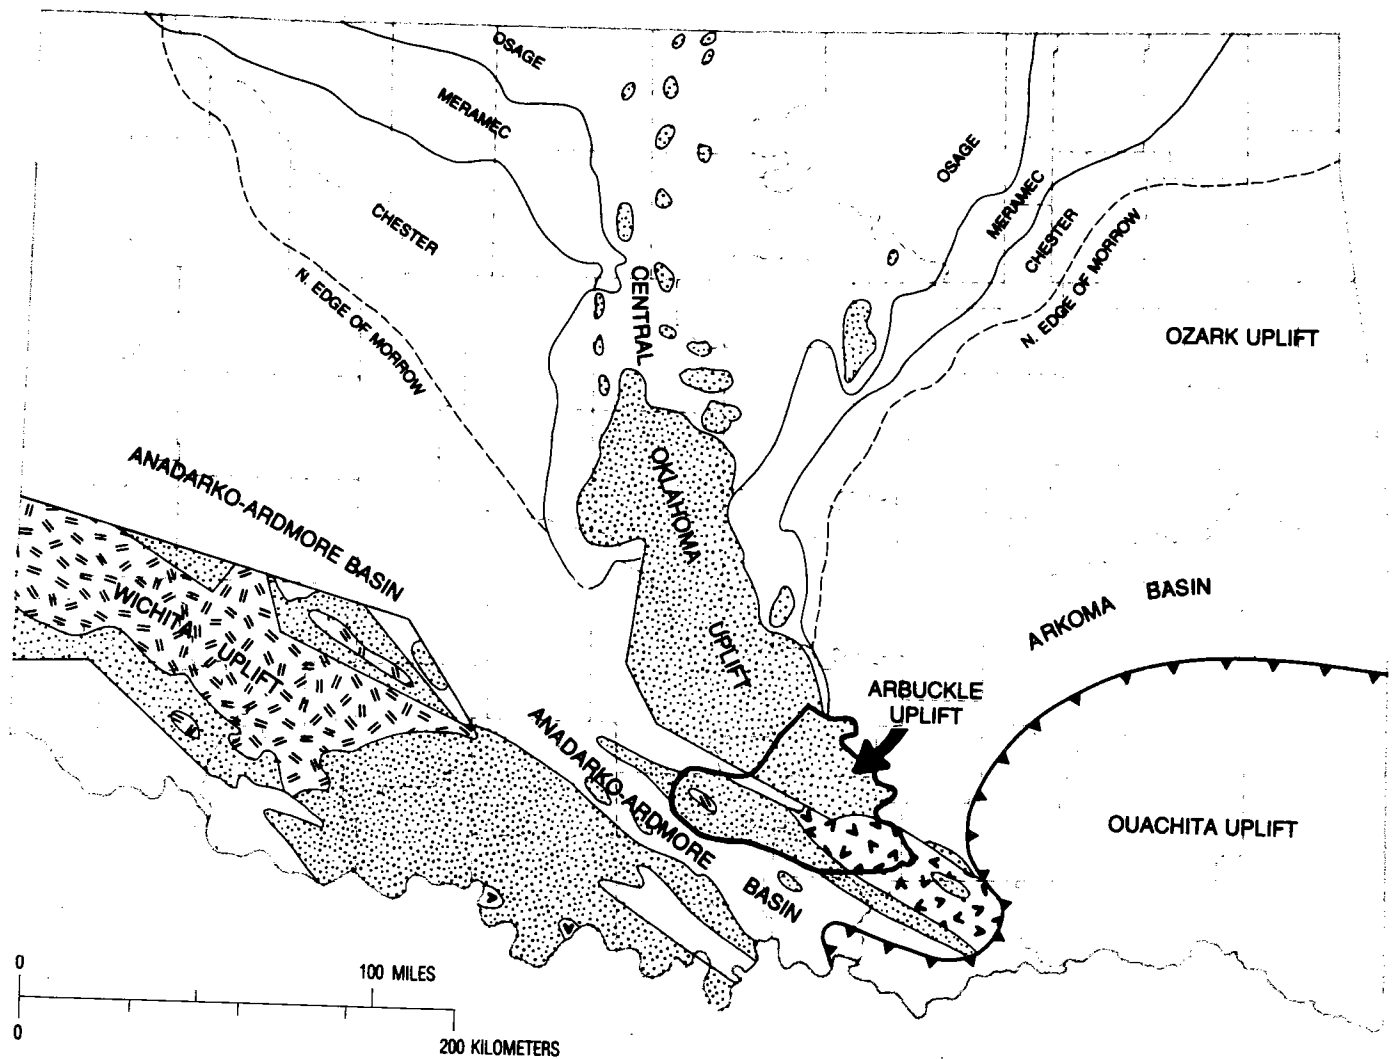 OSAGE
MERAMEC
CHESTER
N. EDGE OF MORROW
OSAGE
MERAMEC
CHESTER
N. EDGE OF MORROW
CENTRAL
OKLAHOMA
UPLIFT
OZARK UPLIFT
ANADARKO-ARDMORE BASIN
WICHITA
UPLIFT
ARKOMA BASIN
ARBUCKLE
UPLIFT
ANADARKO-ARDMORE
BASIN
OUACHITA UPLIFT
0
100 MILES
0
200 KILOMETERS